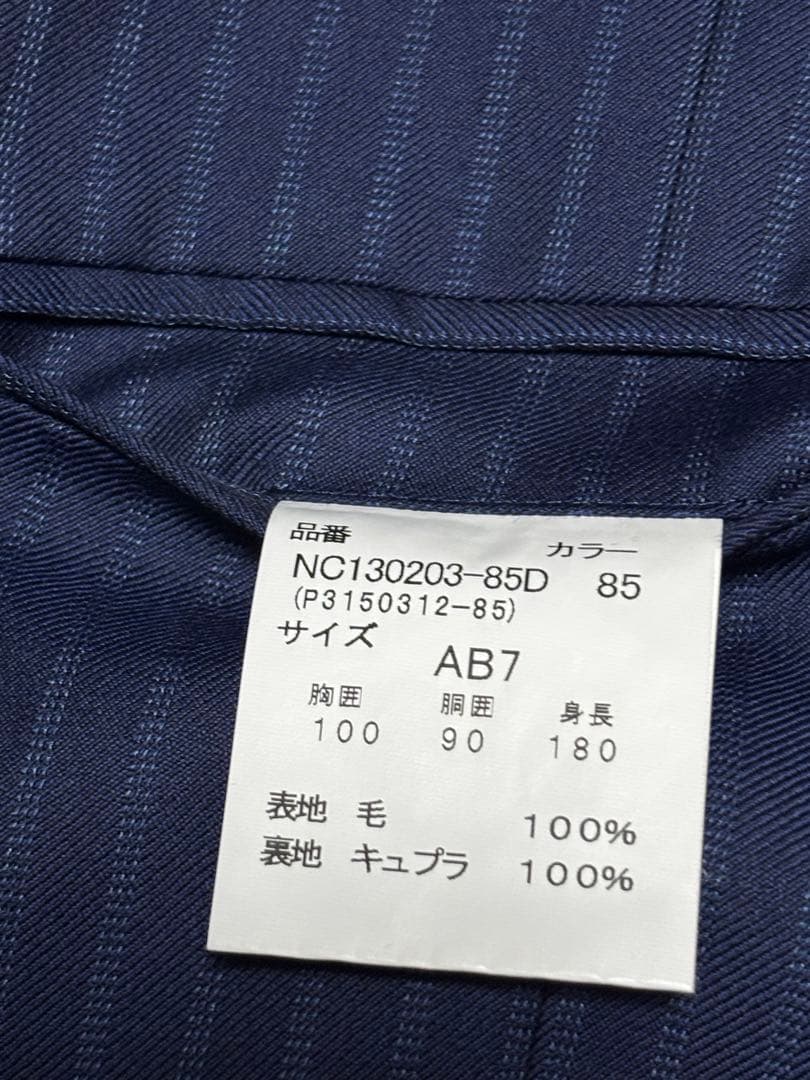 品番 カラー
NC130203-85D 85
(P3150312-85)
サイズ
AB7
胸囲 胴囲 身長
100 90 180
表地 毛 100%
裏地 キュプラ 100%